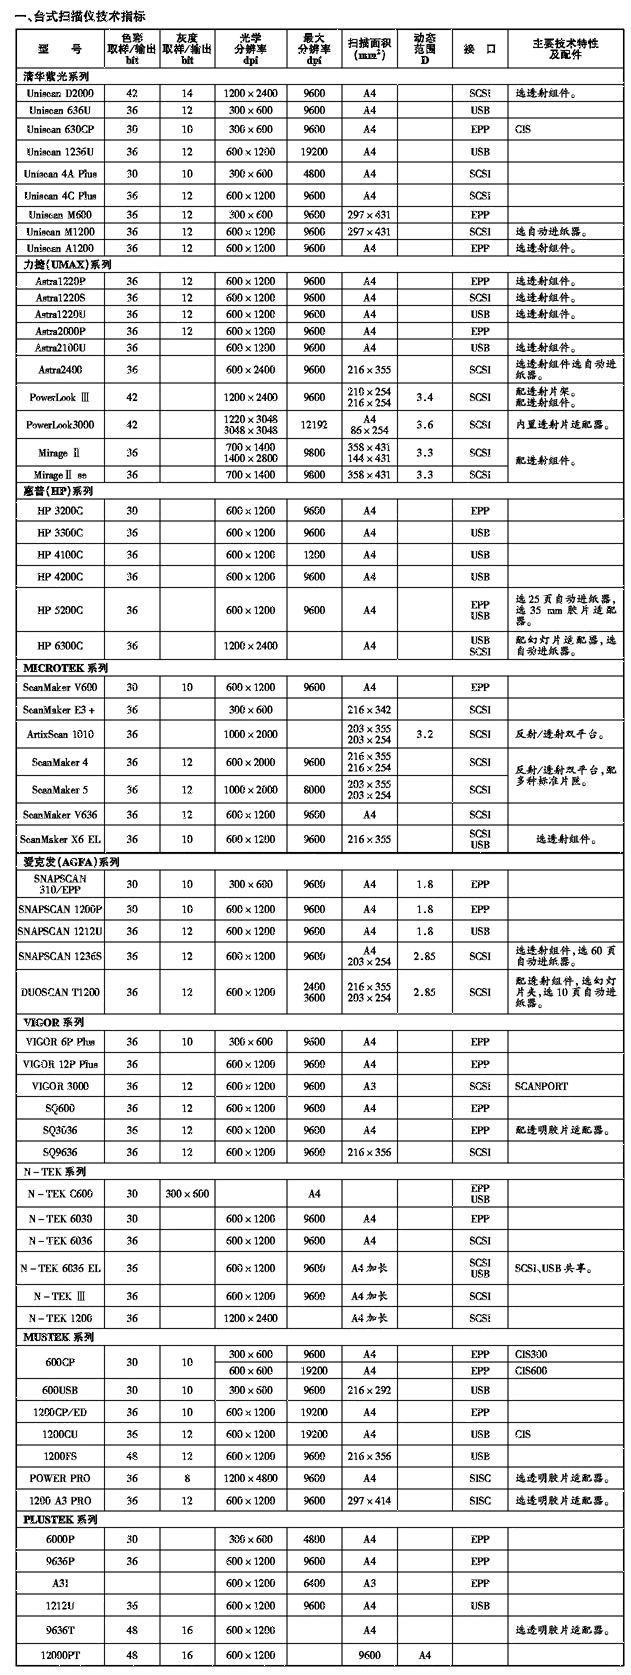 一、台式扫描仪技术指标
型 号 色彩取样/输出 bit 灰度取样/输出 bit 光学分辨率 dpi 最大分辨率 dpi 扫描面积 (mm²) 动态范围 D 接 口 主要技术特性及配件
清华紫光系列
Uniscan D2000 42 14 1200×2400 9600 A4 SCSI 选透射组件。
Uniscan 636U 36 12 300×600 9600 A4 USB
Uniscan 630CP 30 10 300×600 9600 A4 EPP CIS
Uniscan 1236U 36 12 600×1200 19200 A4 USB
Uniscan 4A Plus 30 10 300×600 4800 A4 SCSI
Uniscan 4C Plus 36 12 600×1200 9600 A4 SCSI
Uniscan M600 36 12 300×600 9600 297×431 EPP
Uniscan M1200 36 12 600×1200 9600 297×431 SCSI 选自动进纸器。
Uniscan A1200 36 12 600×1200 9600 A4 EPP 选透射组件。
力捷(UMAX)系列
Astra1220P 36 12 600×1200 9600 A4 EPP 选透射组件。
Astra1220S 36 12 600×1200 9600 A4 SCSI 选透射组件。
Astra1220U 36 12 600×1200 9600 A4 USB 选透射组件。
Astra2000P 36 12 600×1200 9600 A4 EPP
Astra2100U 36 600×1200 9600 A4 USB 选透射组件。
Astra2400 36 600×2400 9600 216×355 SCSI 选透射组件选自动进纸器。
PowerLook Ⅲ 42 1200×2400 9600 210×254 216×254 3.4 SCSI 配透射片架。配透射组件。
PowerLook3000 42 1220×3048 3048×3048 12192 A4 86×254 3.6 SCSI 内置透射片适配器。
Mirage Ⅱ 36 700×1400 1400×2800 9800 358×431 144×431 3.3 SCSI 配透射组件。
MirageⅡ se 36 700×1400 9800 358×431 3.3 SCSI
惠普(HP)系列
HP 3200C 30 600×1200 9600 A4 EPP
HP 3300C 36 600×1200 9600 A4 USB
HP 4100C 36 600×1200 1200 A4 USB
HP 4200C 36 600×1200 9600 A4 USB
HP 5200C 36 600×1200 9600 A4 EPP USB 选25页自动进纸器,选35 mm胶片适配器。
HP 6300C 36 1200×2400 A4 USB SCSI 配幻灯片适配器,选自动进纸器。
MICROTEK 系列
ScanMaker V600 30 10 600×1200 9600 A4 EPP
ScanMaker E3+ 36 300×600 216×342 SCSI
ArtixScan 1010 36 1000×2000 203×355 203×254 3.2 SCSI 反射/透射双平台。
ScanMaker 4 36 12 600×2000 9600 216×355 216×254 SCSI 反射/透射双平台,配多种标准片匣。
ScanMaker 5 36 12 1000×2000 8000 203×355 203×254 SCSI
ScanMaker V636 36 12 600×1200 9600 A4 SCSI
ScanMaker X6 EL 36 10 600×1200 9600 216×355 SCSI USB 选透射组件。
爱克发(AGFA)系列
SNAPSCAN 310/EPP 30 10 300×600 9600 A4 1.8 EPP
SNAPSCAN 1200P 30 10 600×1200 9600 A4 1.8 EPP
SNAPSCAN 1212U 36 12 600×1200 9600 A4 1.8 USB
SNAPSCAN 1236S 36 12 600×1200 9600 A4 203×254 2.85 SCSI 选透射组件,选60页自动进纸器。
DUOSCAN T1200 36 12 600×1200 2400 3600 216×355 203×254 2.85 SCSI 配透射组件,选幻灯片夹,选10页自动进纸器。
VIGOR 系列
VIGOR 6P Plus 36 10 300×600 9600 A4 EPP
VIGOR 12P Plus 36 600×1200 9600 A4 EPP
VIGOR 3000 36 12 600×1200 9600 A3 SCSI SCANPORT
SQ600 36 12 600×1200 9600 A4 EPP
SQ3636 36 12 600×1200 9600 A4 EPP 配透明胶片适配器。
SQ9636 36 12 600×1200 9600 216×356 SCSI
N-TEK 系列
N-TEK C600 30 300×600 A4 EPP USB
N-TEK 6030 30 600×1200 9600 A4 EPP
N-TEK 6036 36 600×1200 9600 A4 SCSI
N-TEK 6036 EL 36 600×1200 9600 A4加长 SCSI USB SCSI、USB共享。
N-TEK Ⅲ 36 600×1200 9600 A4加长 SCSI
N-TEK 1200 36 1200×2400 A4加长 SCSI
MUSTEK 系列
600CP 30 10 300×600 9600 A4 EPP CIS300
600×600 19200 A4 EPP CIS600
600USB 30 10 300×600 9600 216×292 USB
1200CP/ED 36 10 600×1200 19200 A4 EPP
1200CU 36 12 600×1200 19200 A4 USB CIS
1200FS 48 12 600×1200 9600 216×356 USB
POWER PRO 36 8 1200×4800 9600 A4 SISC 选透明胶片适配器。
1200 A3 PRO 36 12 600×1200 9600 297×414 SISC 选透明胶片适配器。
PLUSTEK 系列
6000P 30 300×600 4800 A4 EPP
9636P 36 600×1200 9600 A4 EPP
A3I 600×1200 6400 A3 EPP
1212U 36 600×1200 9600 A4 USB
9636T 48 16 600×1200 A4 选透明胶片适配器。
12000PT 48 16 600×1200 9600 A4